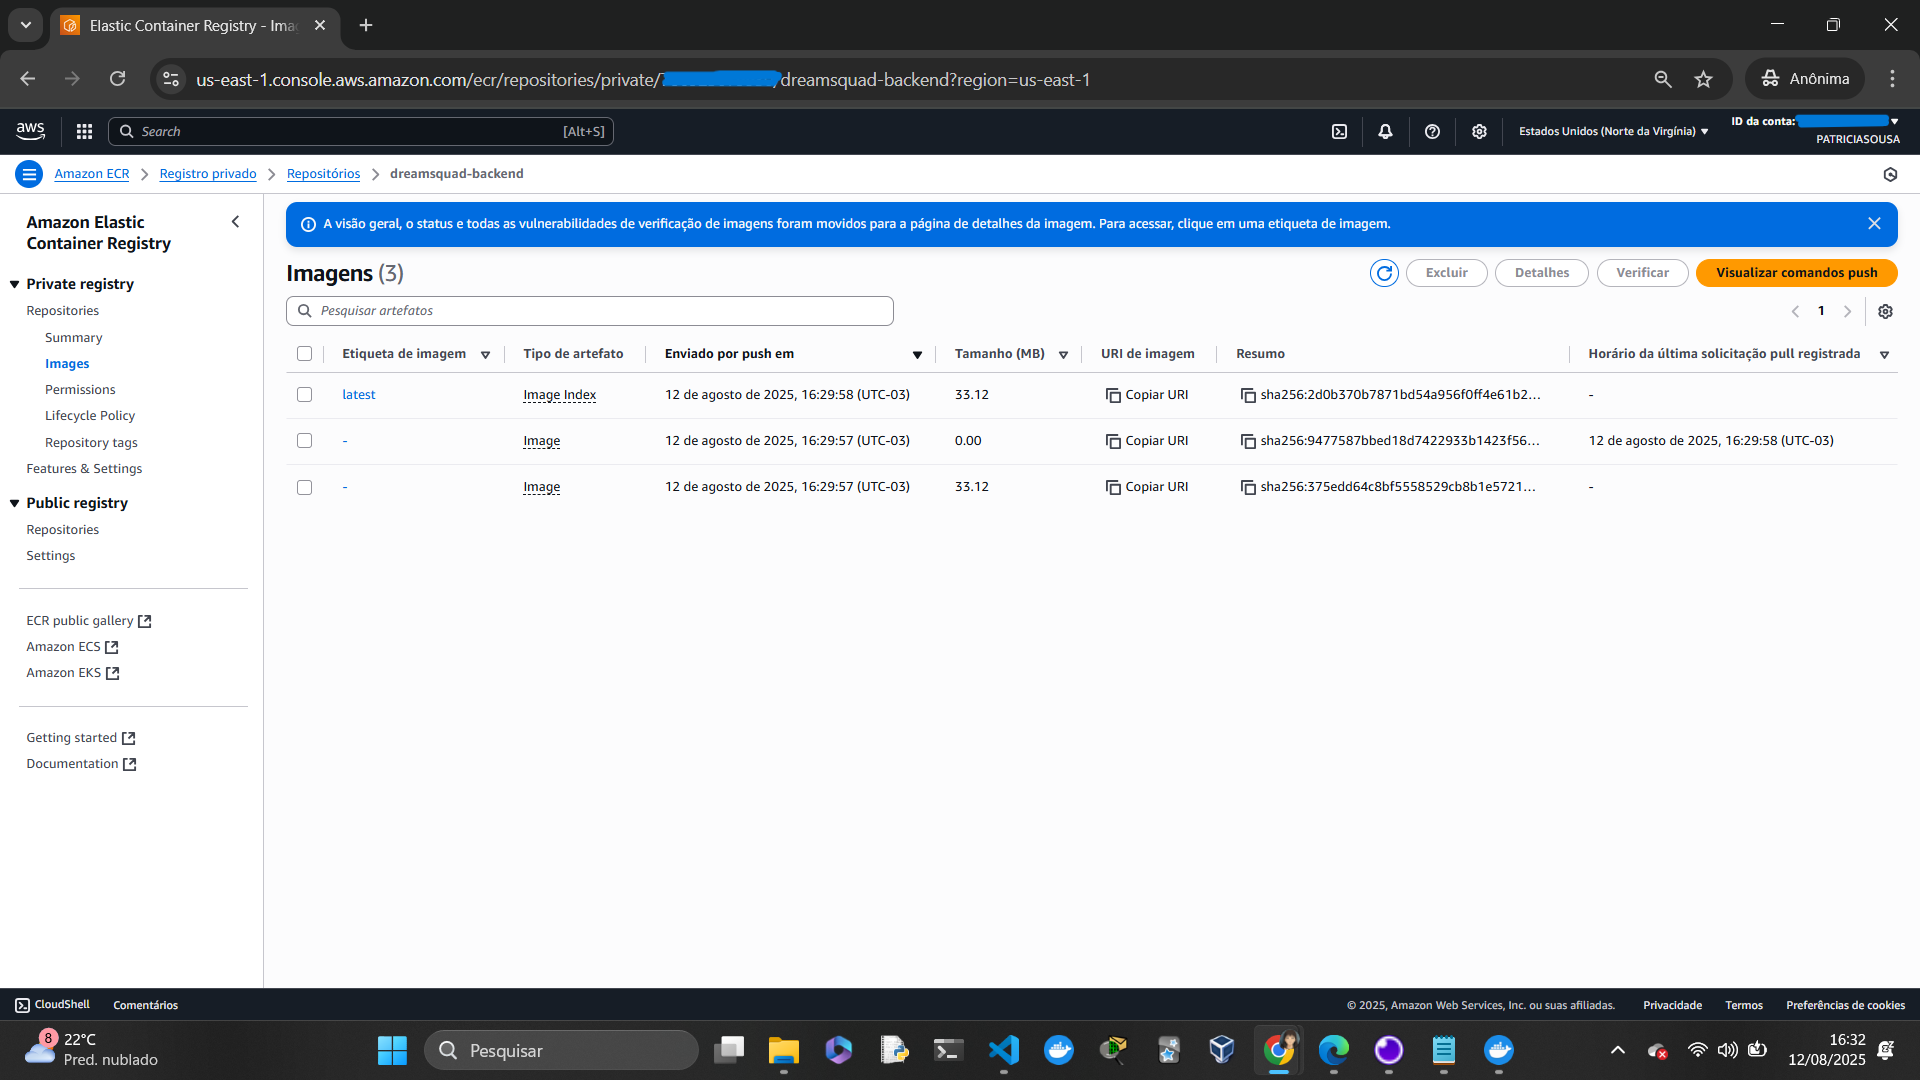 Elastic Container Registry - Ima
us-east-1.console.aws.amazon.com/ecr/repositories/private/ /dreamsquad-backend?region=us-east-1
Anônima
aws
Search
[Alt+S]
Estados Unidos (Norte da Virgínia)
ID da conta:
PATRICIASOUSA
Amazon ECR
Registro privado
Repositórios
dreamsquad-backend
Amazon Elastic
Container Registry
Private registry
Repositories
Summary
Images
Permissions
Lifecycle Policy
Repository tags
Features & Settings
Public registry
Repositories
Settings
ECR public gallery
Amazon ECS
Amazon EKS
Getting started
Documentation
A visão geral, o status e todas as vulnerabilidades de verificação de imagens foram movidos para a página de detalhes da imagem. Para acessar, clique em uma etiqueta de imagem.
Imagens (3)
Excluir
Detalhes
Verificar
Visualizar comandos push
Pesquisar artefatos
1
Etiqueta de imagem Tipo de artefato Enviado por push em Tamanho (MB) URI de imagem Resumo Horário da última solicitação pull registrada
latest Image Index 12 de agosto de 2025, 16:29:58 (UTC-03) 33.12 Copiar URI sha256:2d0b370b7871bd54a956f0ff4e61b2... -
- Image 12 de agosto de 2025, 16:29:57 (UTC-03) 0.00 Copiar URI sha256:9477587bbed18d7422933b1423f56... 12 de agosto de 2025, 16:29:58 (UTC-03)
- Image 12 de agosto de 2025, 16:29:57 (UTC-03) 33.12 Copiar URI sha256:375edd64c8bf5558529cb8b1e5721... -
CloudShell
Comentários
© 2025, Amazon Web Services, Inc. ou suas afiliadas.
Privacidade
Termos
Preferências de cookies
8
22°C
Pred. nublado
Pesquisar
16:32
12/08/2025